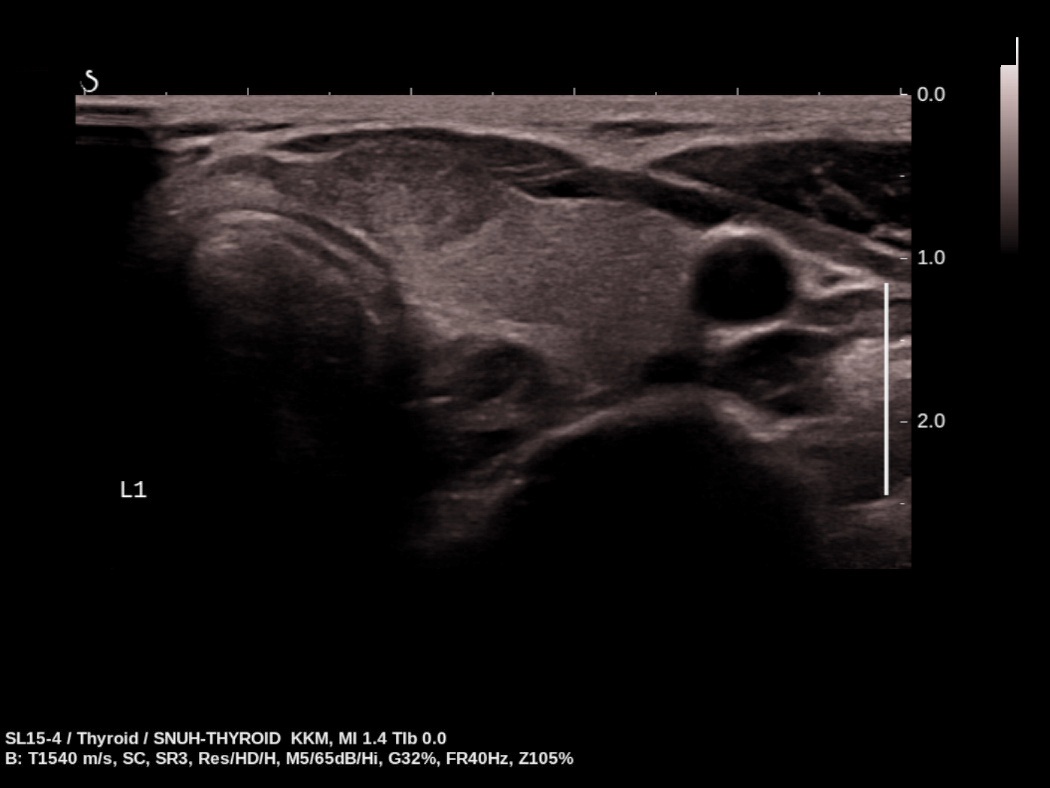 0.0
1.0
2.0
L1
SL15-4 / Thyroid / SNUH-THYROID KKM, MI 1.4 TIb 0.0
B: T1540 m/s, SC, SR3, Res/HD/H, M5/65dB/Hi, G32%, FR40Hz, Z105%